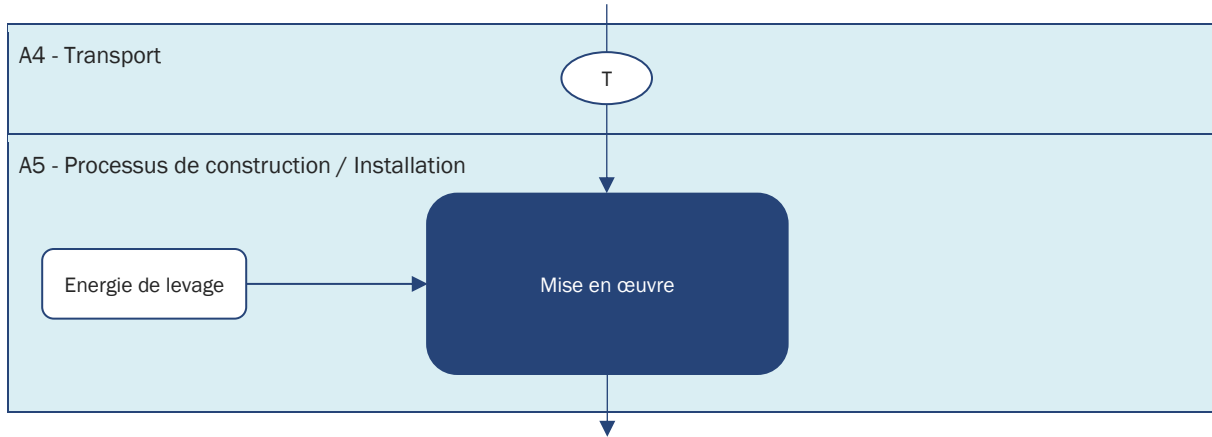 A4 - Transport
T
A5 - Processus de construction / Installation
Energie de levage
Mise en œuvre